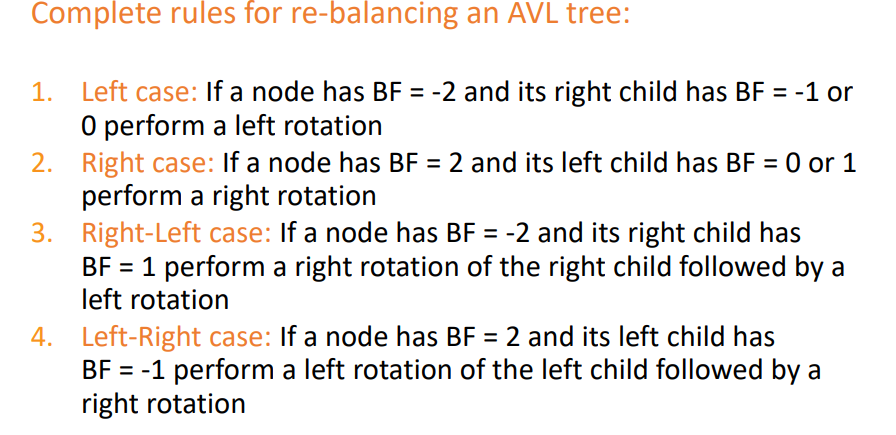 Complete rules for re-balancing an AVL tree:
1. Left case: If a node has BF = -2 and its right child has BF = -1 or
0 perform a left rotation
2. Right case: If a node has BF = 2 and its left child has BF = 0 or 1
perform a right rotation
3. Right-Left case: If a node has BF = -2 and its right child has
BF = 1 perform a right rotation of the right child followed by a
left rotation
4. Left-Right case: If a node has BF = 2 and its left child has
BF = -1 perform a left rotation of the left child followed by a
right rotation